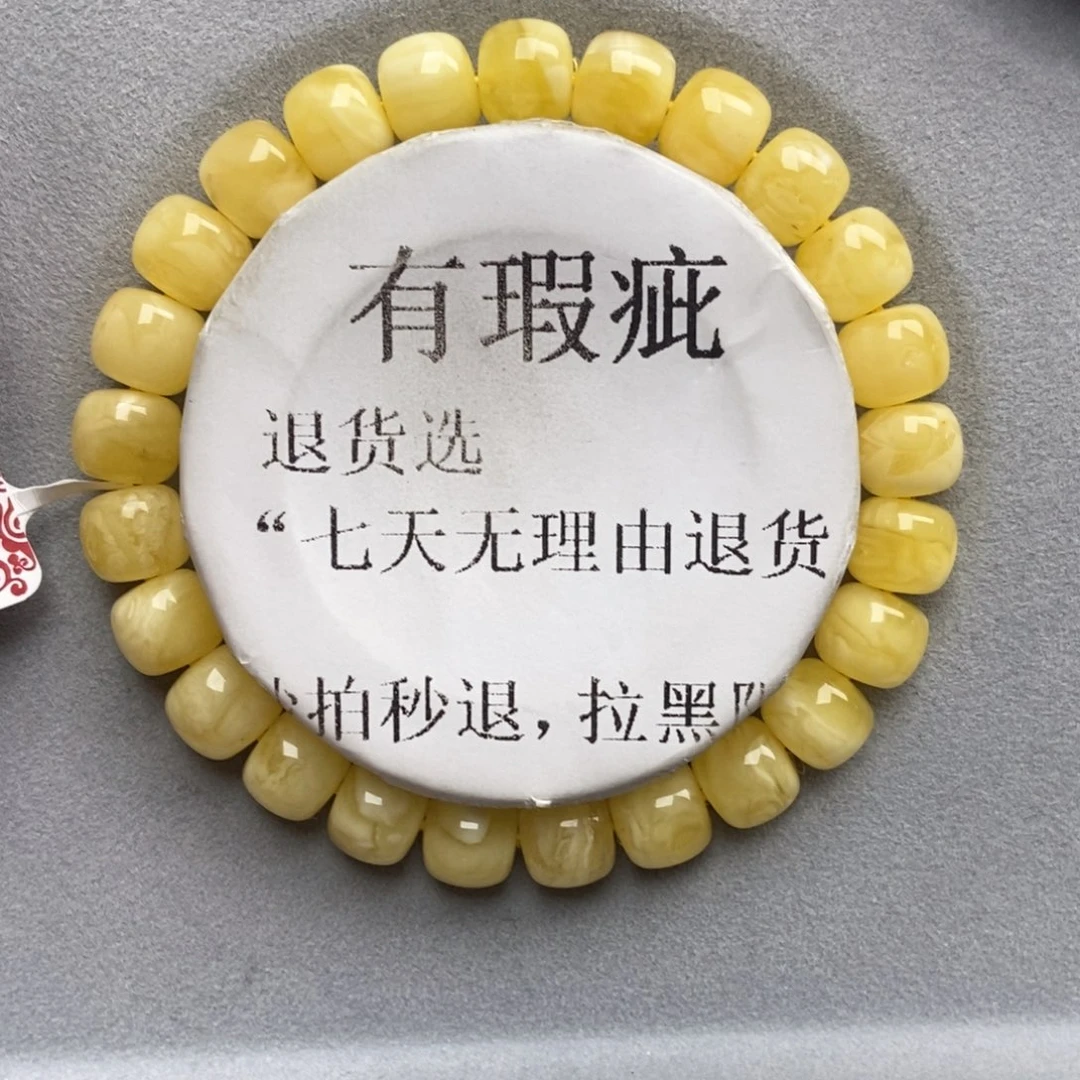 有瑕疵
退货选
“七天无理由退货
拍秒退，拉黑